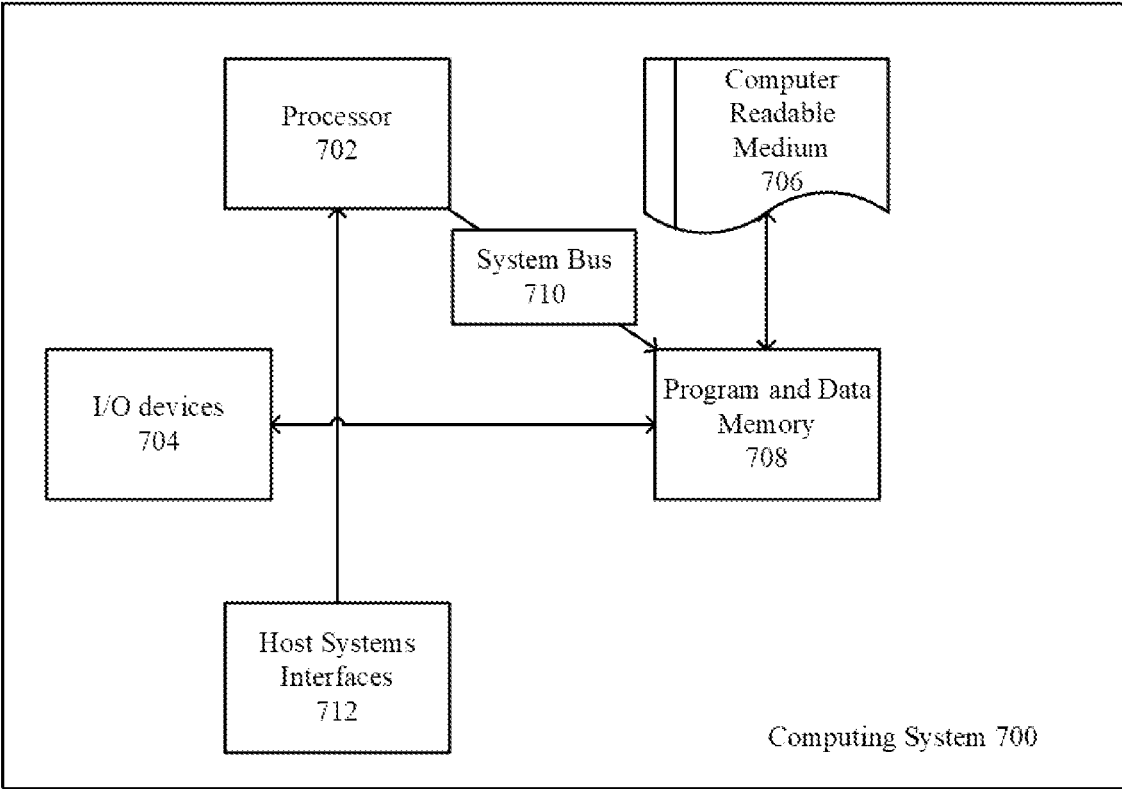 Processor
702
Computer
Readable
Medium
706
System Bus
710
I/O devices
704
Program and Data
Memory
708
Host Systems
Interfaces
712
Computing System 700